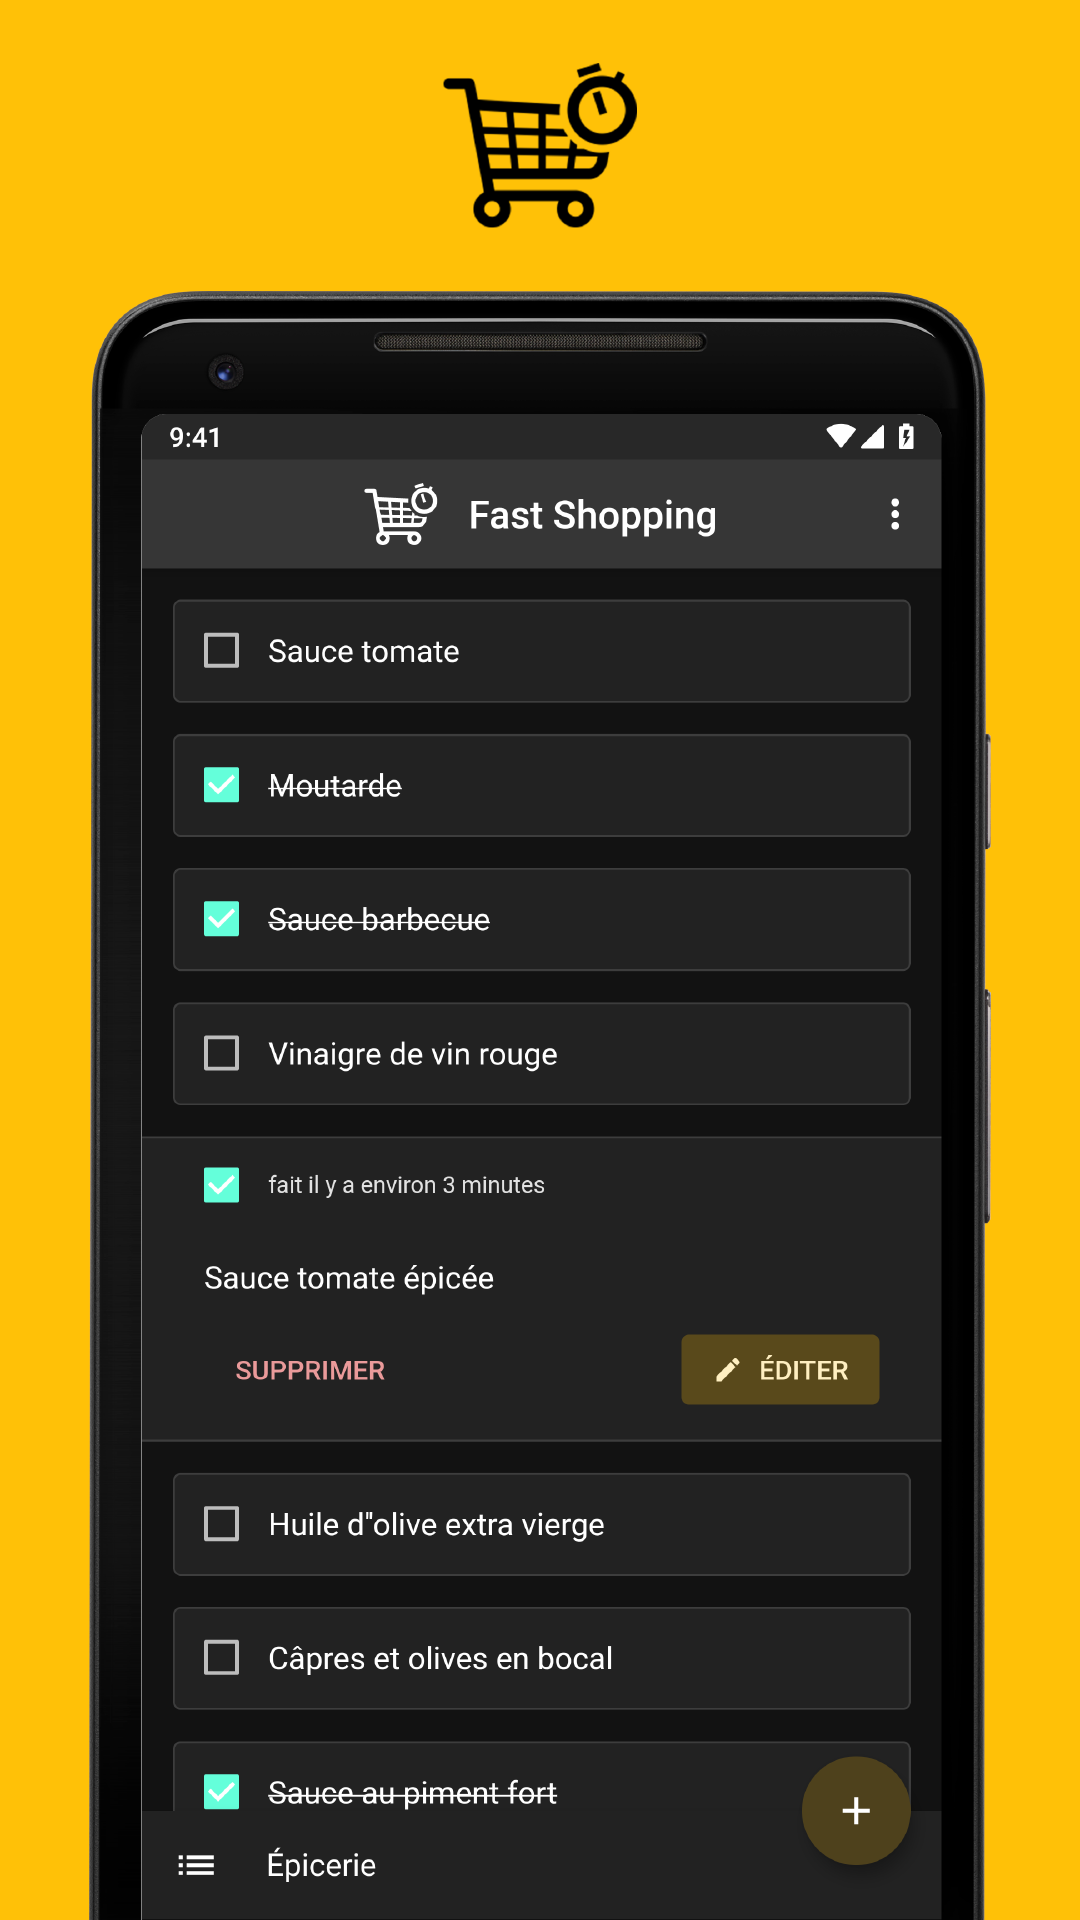 9:41
Fast Shopping
Sauce tomate
Moutarde
Sauce barbecue
Vinaigre de vin rouge
fait il y a environ 3 minutes
Sauce tomate épicée
SUPPRIMER
ÉDITER
Huile d"olive extra vierge
Câpres et olives en bocal
Sauce au piment fort
Épicerie